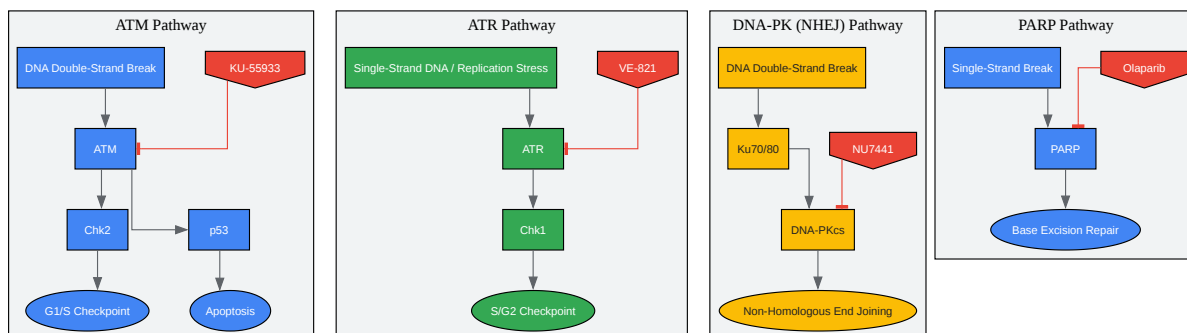 ATM Pathway
DNA Double-Strand Break
KU-55933
ATM
Chk2
p53
G1/S Checkpoint
Apoptosis
ATR Pathway
Single-Strand DNA / Replication Stress
VE-821
ATR
Chk1
S/G2 Checkpoint
DNA-PK (NHEJ) Pathway
DNA Double-Strand Break
Ku70/80
NU7441
DNA-PKcs
Non-Homologous End Joining
PARP Pathway
Single-Strand Break
Olaparib
PARP
Base Excision Repair